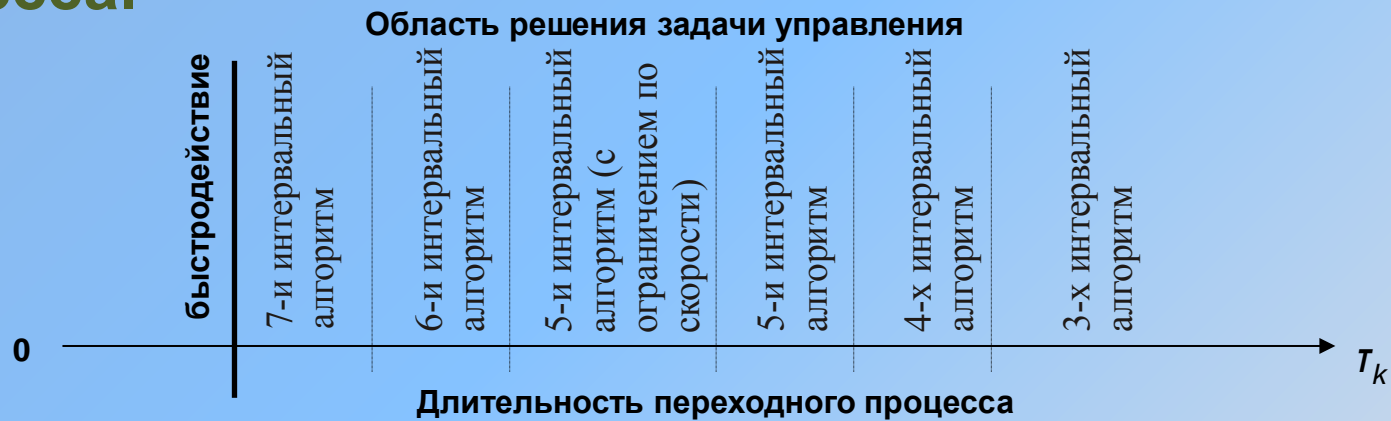 Область решения задачи управления
быстродействие
7-и интервальный
алгоритм
6-и интервальный
алгоритм
5-и интервальный
алгоритм (с
ограничением по
скорости)
5-и интервальный
алгоритм
4-х интервальный
алгоритм
3-х интервальный
алгоритм
0
T_k
Длительность переходного процесса